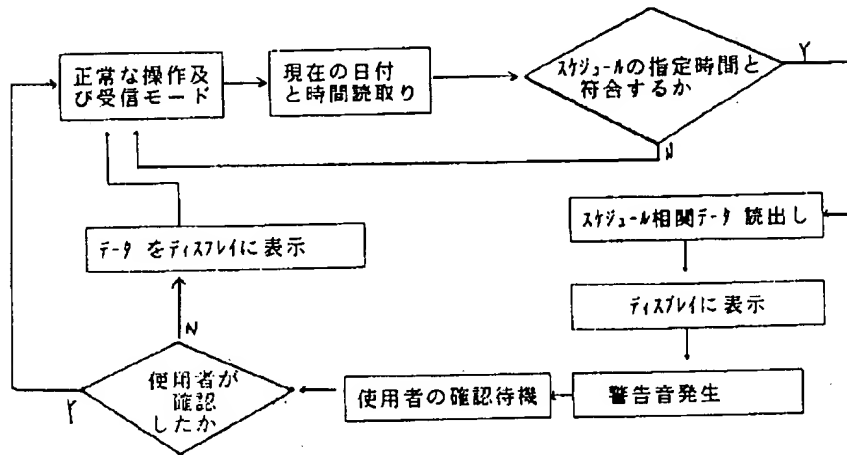 正常な操作及
び受信モード
現在の日付
と時間読取り
スケジュールの指定時間と
符合するか
Y
N
スケジュール相関データ 読出し
ディスプレイに表示
警告音発生
使用者の確認待機
使用者が
確認
したか
Y
N
データ をディスプレイに表示